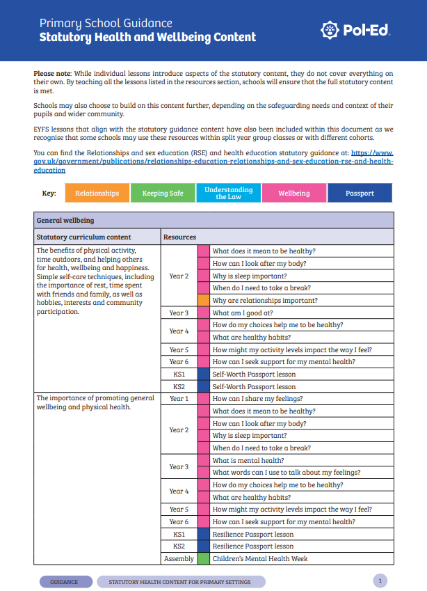 Primary School Guidance
Statutory Health and Wellbeing Content
Pol-Ed
Please note: While individual lessons introduce aspects of the statutory content, they do not cover everything on
their own. By teaching all the lessons listed in the resources section, schools will ensure that the full statutory content
is met.
Schools may also choose to build on this content further, depending on the safeguarding needs and context of their
pupils and wider community.
EYFS lessons that align with the statutory guidance content have also been included within this document as we
recognise that some schools may use these resources within split year group classes or with different cohorts.
You can find the Relationships and sex education (RSE) and health education statutory guidance at: https://www.
gov.uk/government/publications/relationships-education-relationships-and-sex-education-rse-and-health-
education
Key:
Relationships
Keeping Safe
Understanding
the Law
Wellbeing
Passport
General wellbeing
Statutory curriculum content
Resources
The benefits of physical activity,
time outdoors, and helping others
for health, wellbeing and happiness.
Simple self-care techniques, including
the importance of rest, time spent
with friends and family, as well as
hobbies, interests and community
participation.
Year 2
What does it mean to be healthy?
How can I look after my body?
Why is sleep important?
When do I need to take a break?
Why are relationships important?
Year 3
What am I good at?
Year 4
How do my choices help me to be healthy?
What are healthy habits?
Year 5
How might my activity levels impact the way I feel?
Year 6
How can I seek support for my mental health?
KS1
Self-Worth Passport lesson
KS2
Self-Worth Passport lesson
The importance of promoting general
wellbeing and physical health.
Year 1
How can I share my feelings?
Year 2
What does it mean to be healthy?
How can I look after my body?
Why is sleep important?
When do I need to take a break?
Year 3
What is mental health?
What words can I use to talk about my feelings?
Year 4
How do my choices help me to be healthy?
What are healthy habits?
Year 5
How might my activity levels impact the way I feel?
Year 6
How can I seek support for my mental health?
KS1
Resilience Passport lesson
KS2
Resilience Passport lesson
Assembly
Children's Mental Health Week
GUIDANCE
STATUTORY HEALTH CONTENT FOR PRIMARY SETTINGS
1